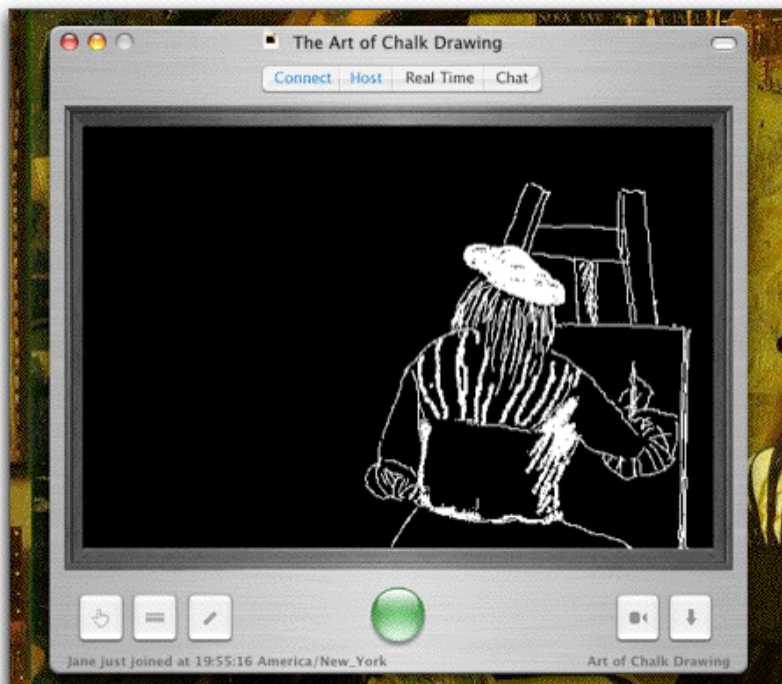 The Art of Chalk Drawing
Connect Host Real Time Chat
Jane just joined at 19:55:16 America/New_York
Art of Chalk Drawing